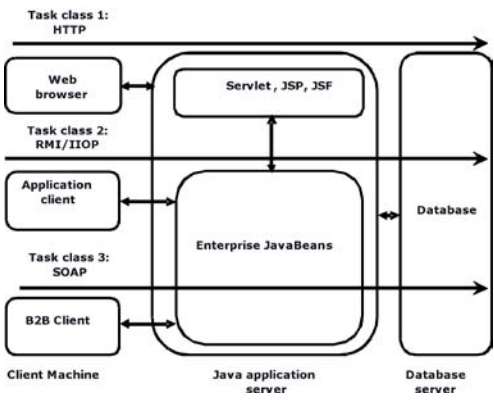 Task class 1:
HTTP
Web
browser
Servlet , JSP, JSF
Task class 2:
RMI/IIOP
Application
client
Enterprise JavaBeans
Database
Task class 3:
SOAP
B2B Client
Client Machine
Java application
server
Database
server